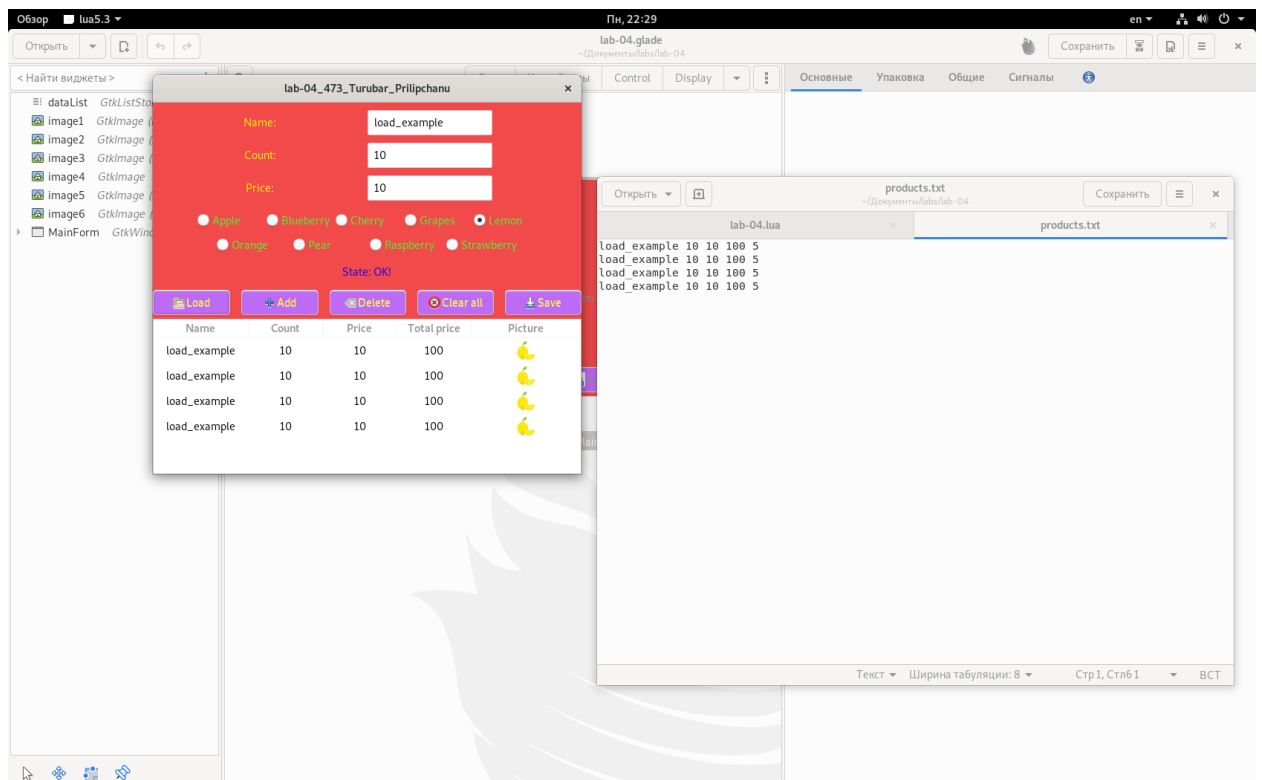 Обзор lua5.3 Пн, 22:29 en
Открыть lab-04.glade Сохранить
~/Документы/labs/lab-04
< Найти виджеты > Control Display Основные Упаковка Общие Сигналы
dataList GtkListSto
image1 GtkImage
image2 GtkImage
image3 GtkImage
image4 GtkImage
image5 GtkImage
image6 GtkImage
MainForm GtkWind
lab-04_473_Turubar_Prilipchanu
Name: load_example
Count: 10
Price: 10
Apple Blueberry Cherry Grapes Lemon
Orange Pear Raspberry Strawberry
State: OK!
Load Add Delete Clear all Save
Name Count Price Total price Picture
load_example 10 10 100
load_example 10 10 100
load_example 10 10 100
load_example 10 10 100
Открыть products.txt Сохранить
~/Документы/labs/lab-04
lab-04.lua products.txt
load_example 10 10 100 5
load_example 10 10 100 5
load_example 10 10 100 5
load_example 10 10 100 5
Текст Ширина табуляции: 8 Стр 1, Стлб 1 ВСТ